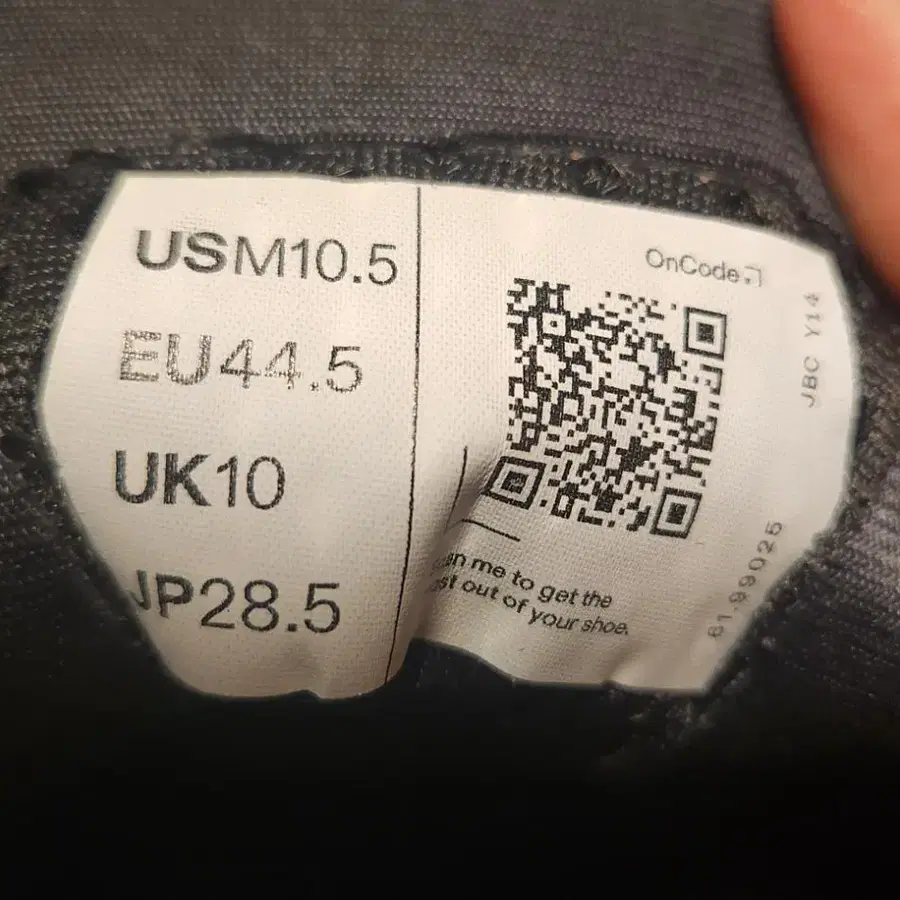 USM10.5
EU44.5
UK10
JP28.5
OnCode
me to get the
out of your shoe.
JBC Y14
61.99025